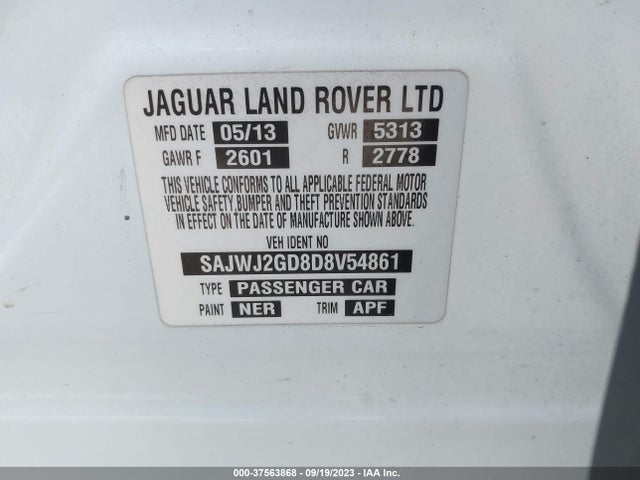 JAGUAR LAND ROVER LTD
MFD DATE 05/13 GVWR 5313
GAWR F 2601 R 2778
THIS VEHICLE CONFORMS TO ALL APPLICABLE FEDERAL MOTOR
VEHICLE SAFETY,BUMPER AND THEFT PREVENTION STANDARDS
IN EFFECT ON THE DATE OF MANUFACTURE SHOWN ABOVE.
VEH IDENT NO
SAJWJ2GD8D8V54861
TYPE PASSENGER CAR
PAINT NER TRIM APF
000-37563868 - 09/19/2023 - IAA Inc.